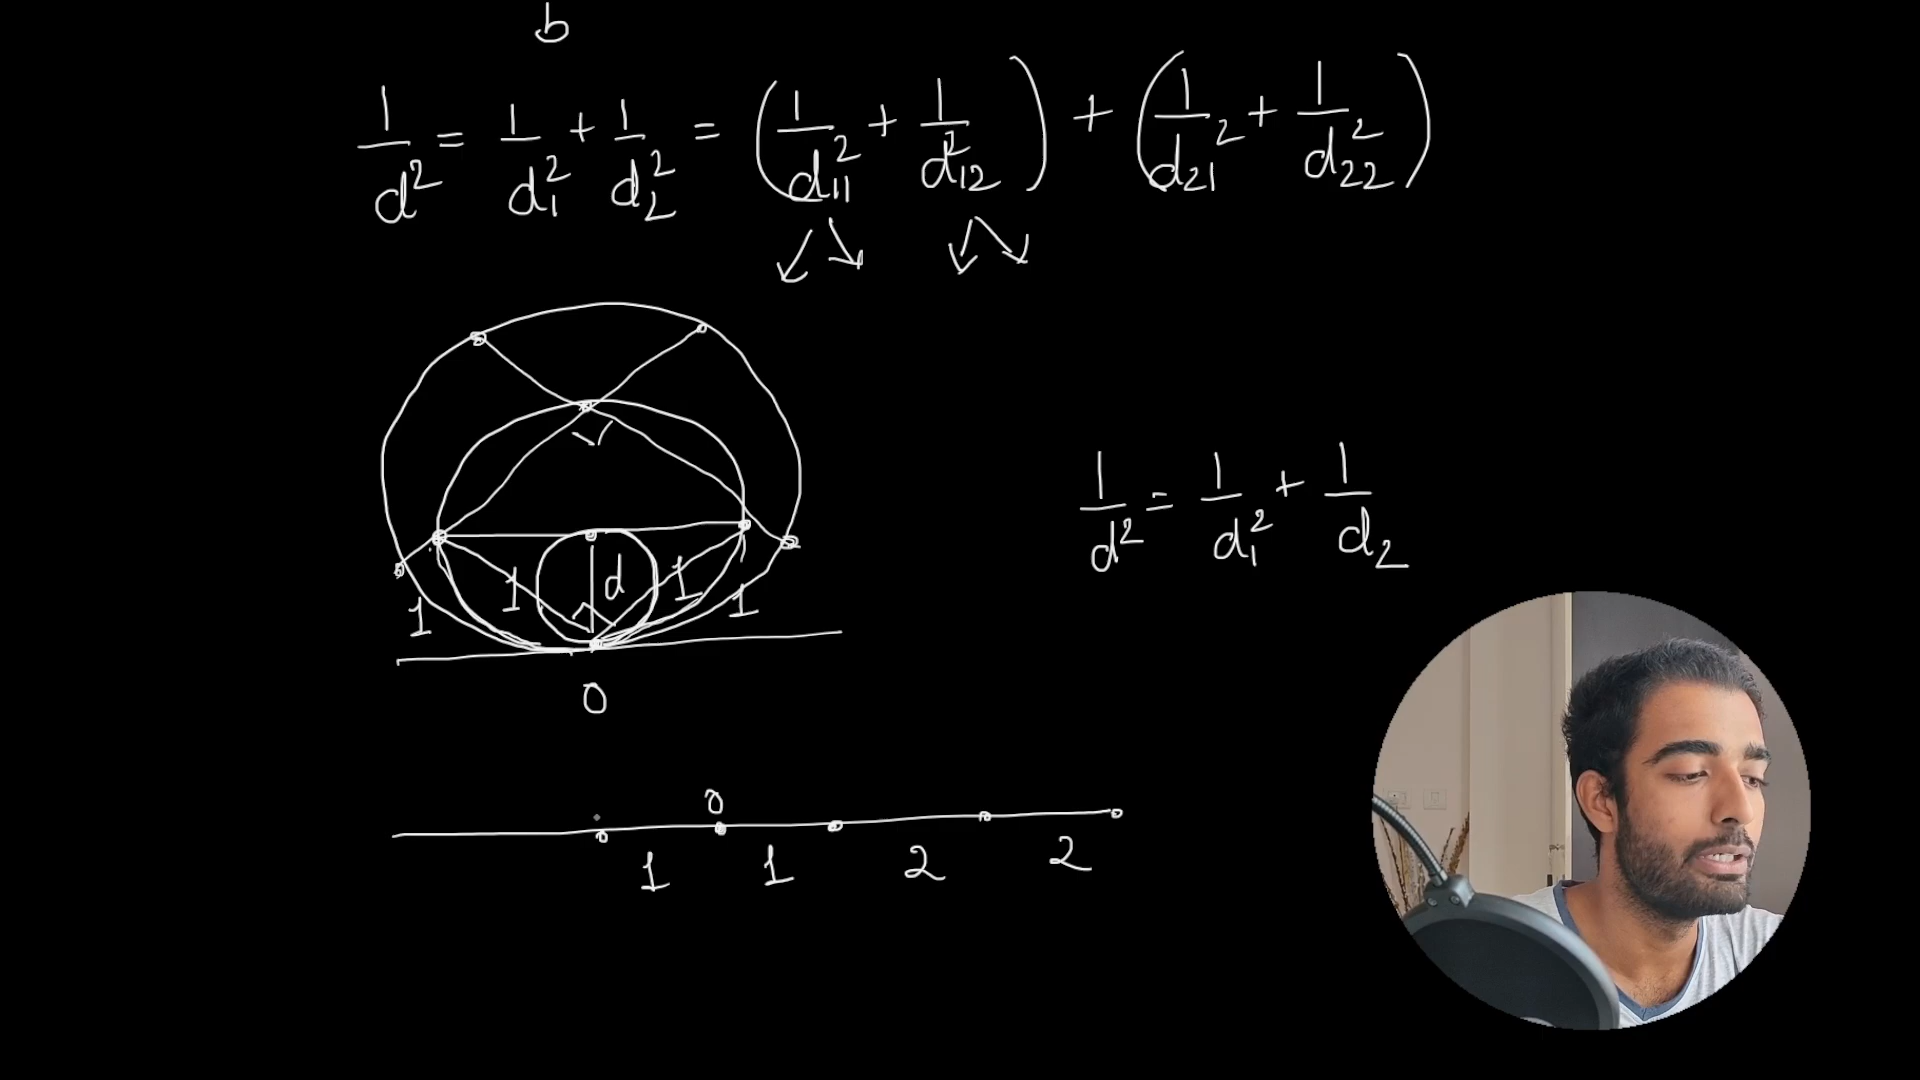 b
1/d² = 1/d₁² + 1/d₂² = (1/d₁₁² + 1/d₁₂²) + (1/d₂₁² + 1/d₂₂²)
1/d² = 1/d₁² + 1/d₂
1 1 d 1 1
0
0
1 1 2 2